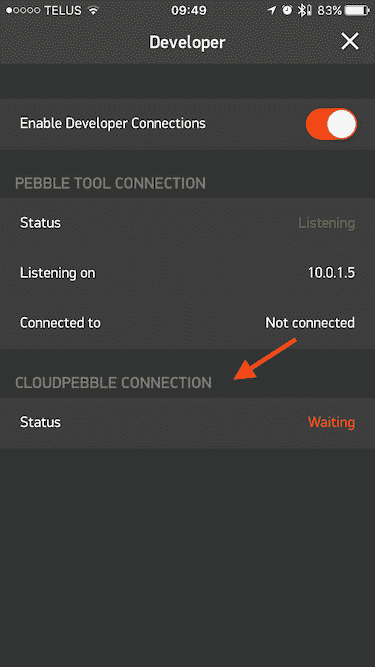 TELUS 09:49 83%
Developer
Enable Developer Connections
PEBBLE TOOL CONNECTION
Status Listening
Listening on 10.0.1.5
Connected to Not connected
CLOUDPEBBLE CONNECTION
Status Waiting